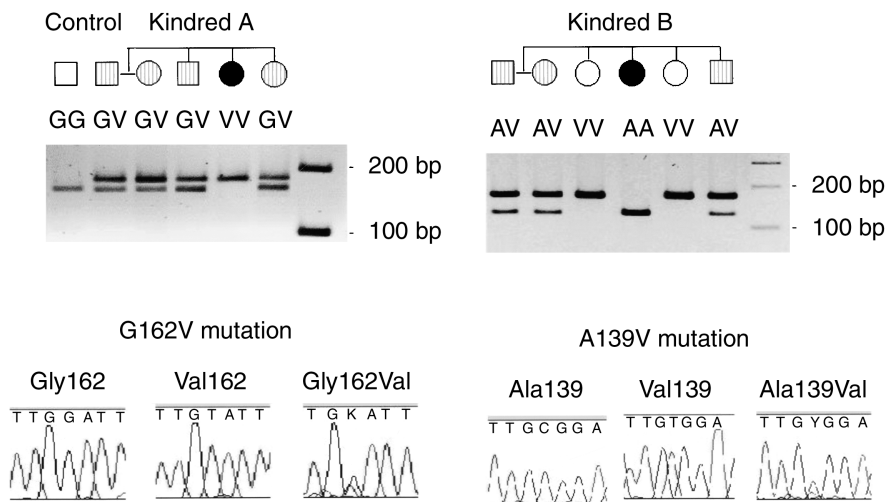 Control Kindred A
GG GV GV GV VV GV
- 200 bp
- 100 bp
Kindred B
AV AV VV AA VV AV
- 200 bp
- 100 bp
G162V mutation
Gly162 Val162 Gly162Val
T T G G A T T T T G T A T T T G K A T T
A139V mutation
Ala139 Val139 Ala139Val
T T G C G G A T T G T G G A T T G Y G G A